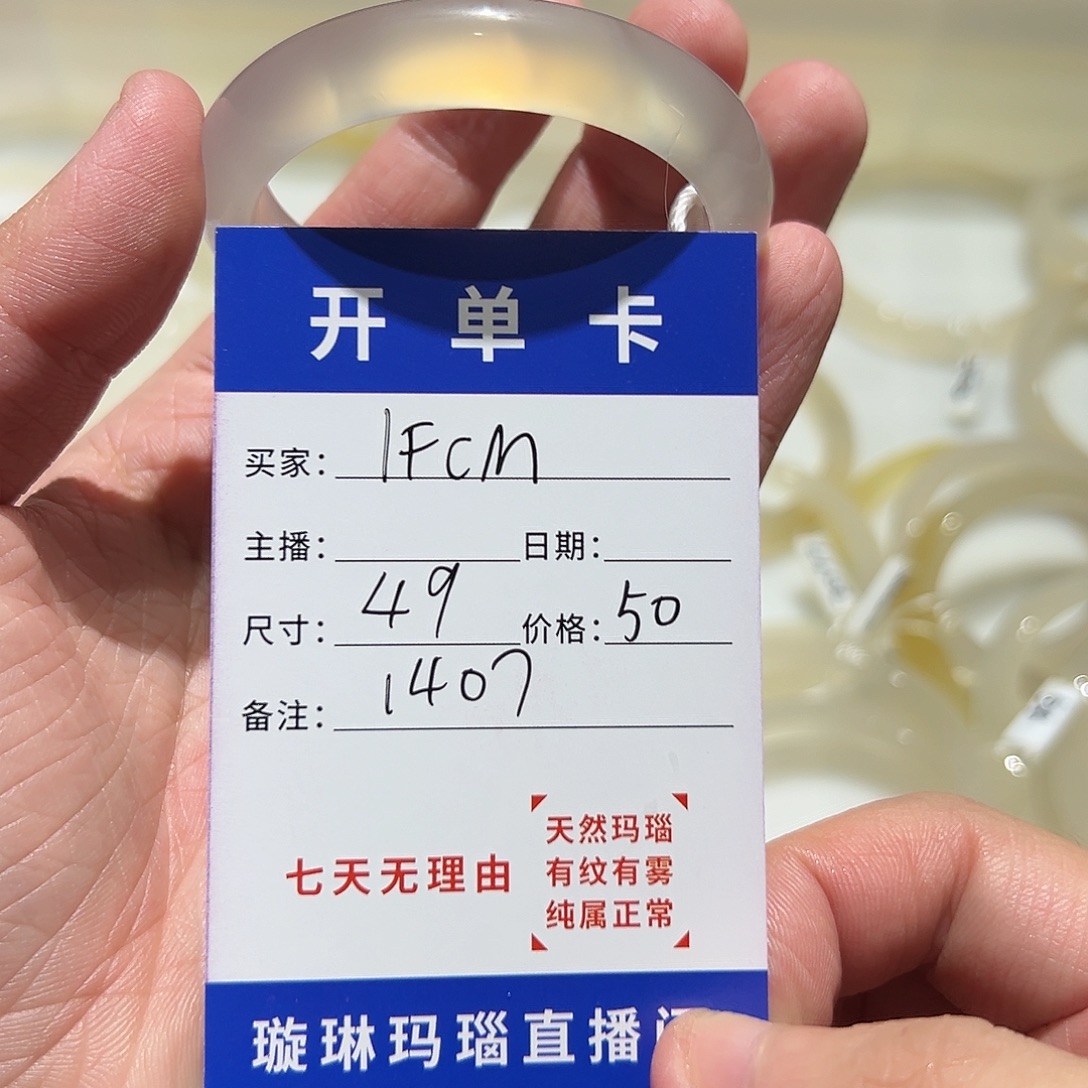 开单卡
买家：1FCM
主播： 日期：
尺寸：49 价格：50
备注：1407
七天无理由
天然玛瑙
有纹有雾
纯属正常
璇琳玛瑙直播